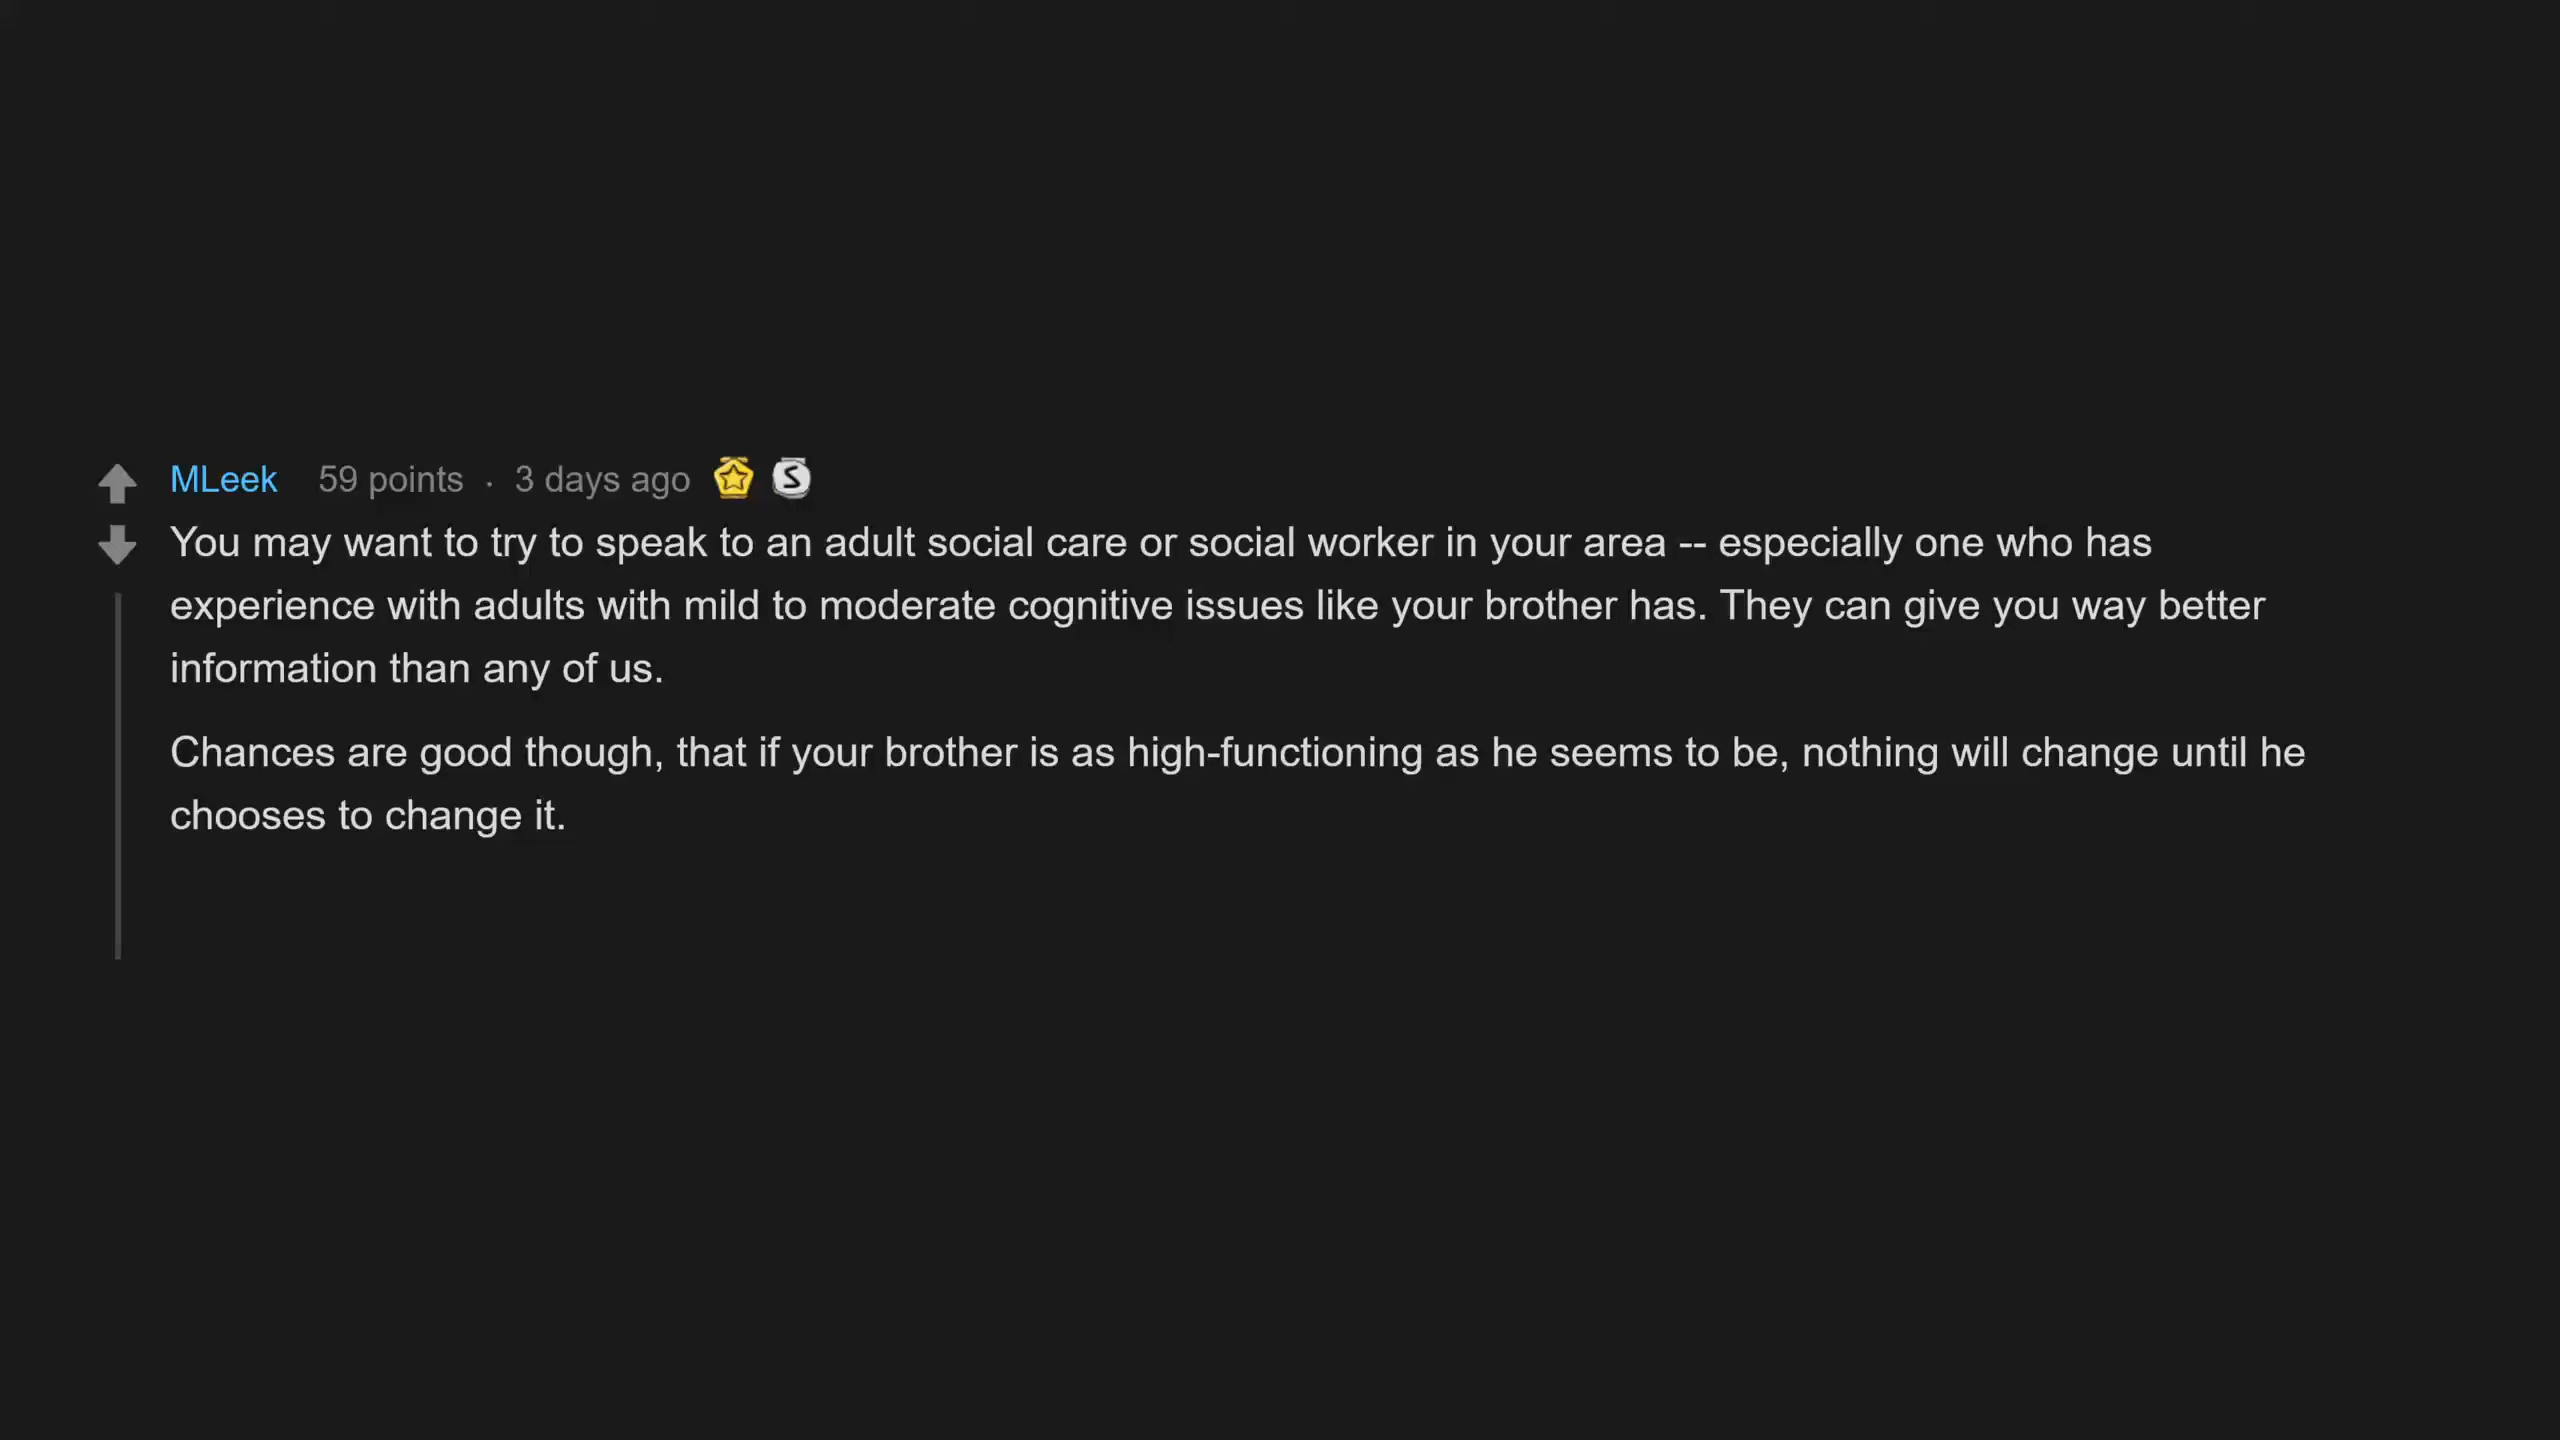 MLeek 59 points · 3 days ago
You may want to try to speak to an adult social care or social worker in your area -- especially one who has
experience with adults with mild to moderate cognitive issues like your brother has. They can give you way better
information than any of us.
Chances are good though, that if your brother is as high-functioning as he seems to be, nothing will change until he
chooses to change it.